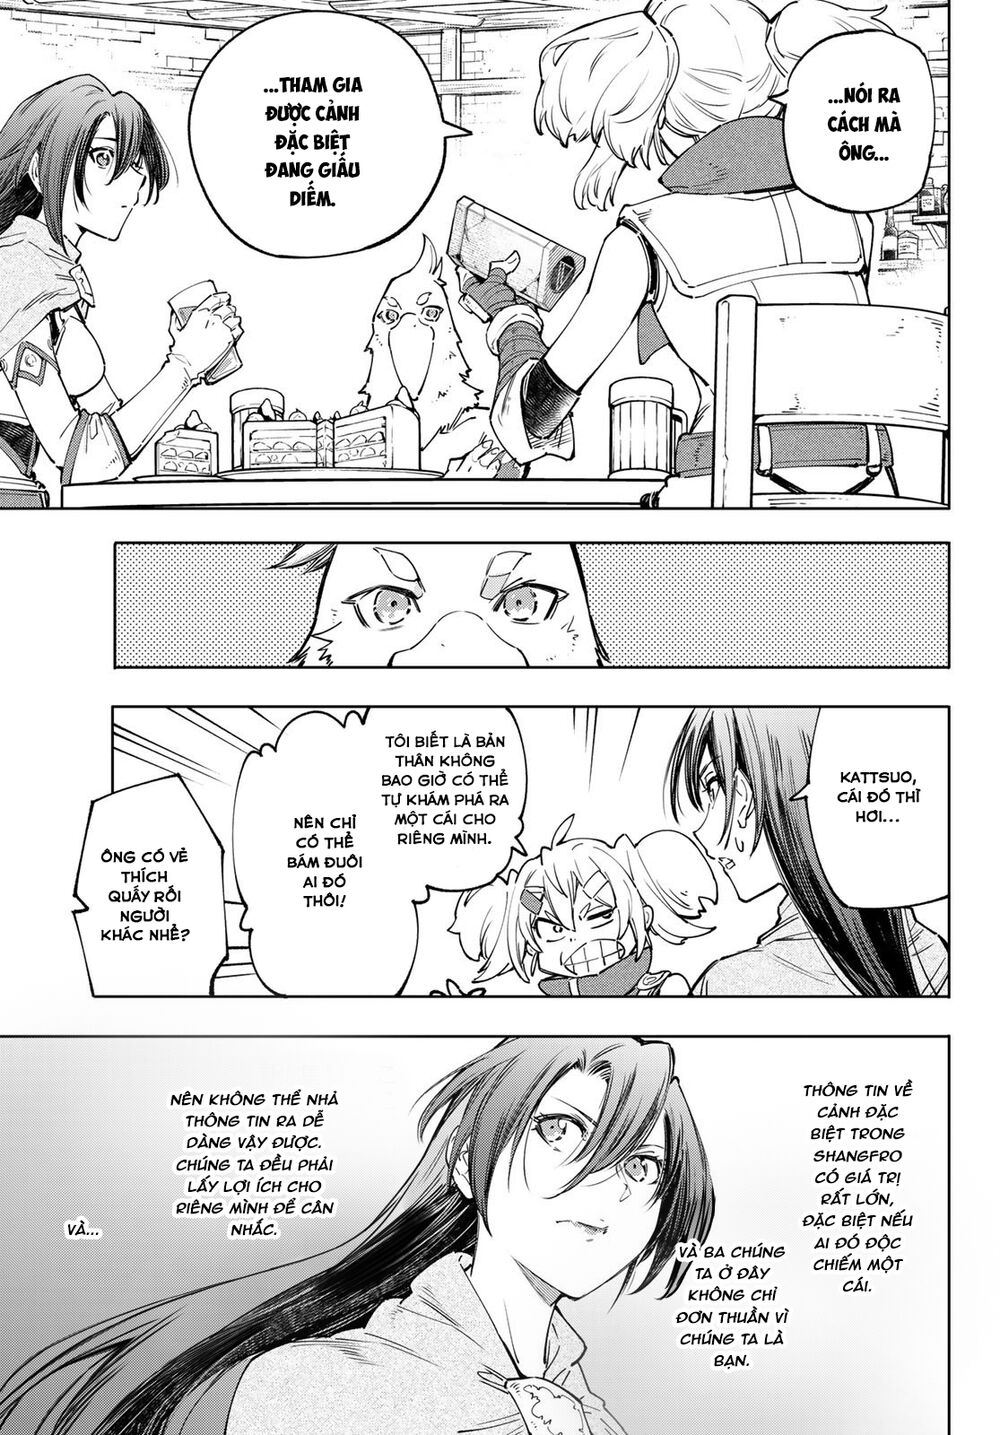 ...NÓI RA
CÁCH MÀ
ÔNG...
...THAM GIA
ĐƯỢC CẢNH
ĐẶC BIỆT
ĐANG GIẤU
DIẾM.
KATTSUO,
CÁI ĐÓ THÌ
HƠI...
TÔI BIẾT LÀ BẢN
THÂN KHÔNG
BAO GIỜ CÓ THỂ
TỰ KHÁM PHÁ RA
MỘT CÁI CHO
RIÊNG MÌNH.
NÊN CHỈ
CÓ THỂ
BÁM ĐUÔI
AI ĐÓ
THÔI!
ÔNG CÓ VẺ
THÍCH
QUẤY RỐI
NGƯỜI
KHÁC NHỂ?
THÔNG TIN VỀ
CẢNH ĐẶC
BIỆT TRONG
SHANGFRO
CÓ GIÁ TRỊ
RẤT LỚN,
ĐẶC BIỆT NẾU
AI ĐÓ ĐỘC
CHIẾM MỘT
CÁI.
VÀ BA CHÚNG
TA Ở ĐÂY
KHÔNG CHỈ
ĐƠN THUẦN VÌ
CHÚNG TA LÀ
BẠN.
NÊN KHÔNG THỂ NHẢ
THÔNG TIN RA DỄ
DÀNG VẬY ĐƯỢC.
CHÚNG TA ĐỀU PHẢI
LẤY LỢI ÍCH CHO
RIÊNG MÌNH ĐỂ CÂN
NHẮC.
VÀ...